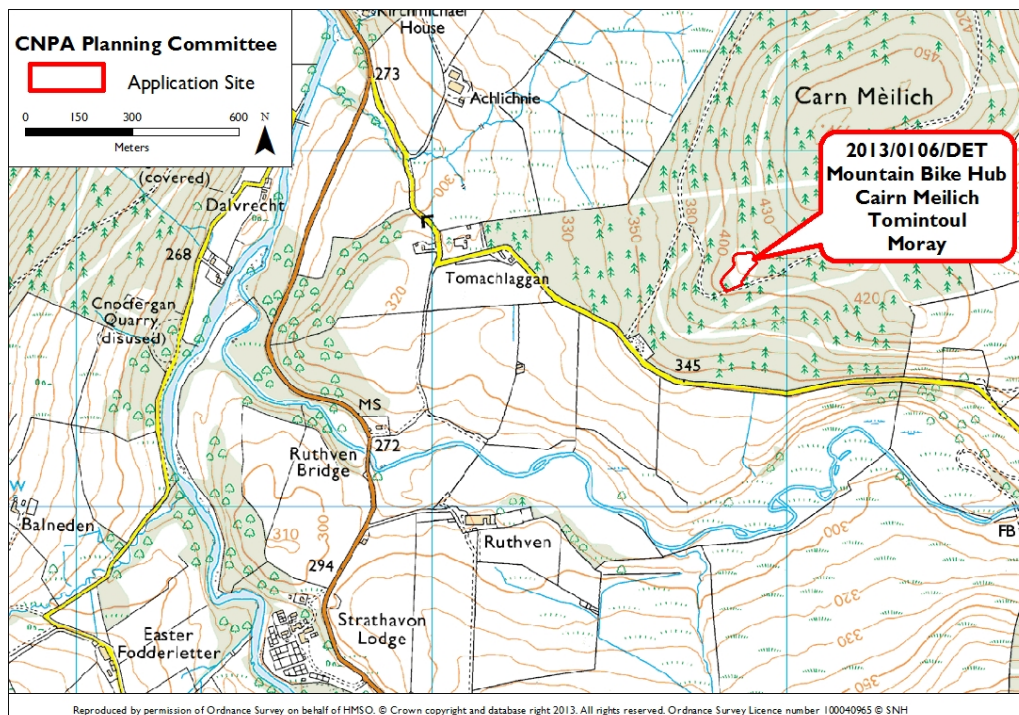 CNPA Planning Committee
Application Site
0 150 300 600
N
Meters
Kirchmichael
House
273
Achlichnie
420
450
Carn Mèilich
2013/0106/DET
Mountain Bike Hub
Cairn Meilich
Tomintoul
Moray
(covered)
Dalvrecht
300
268
330
350
380
400
430
Tomachlaggan
320
420
Cnocfergan
Quarry
(disused)
345
MS
272
Ruthven
Bridge
W
Balneden
310
300
Ruthven
300
FB
294
Strathavon
Lodge
Easter
Fodderletter
320
330
350
Reproduced by permission of Ordnance Survey on behalf of HMSO. © Crown copyright and database right 2013. All rights reserved. Ordnance Survey Licence number 100040965 © SNH